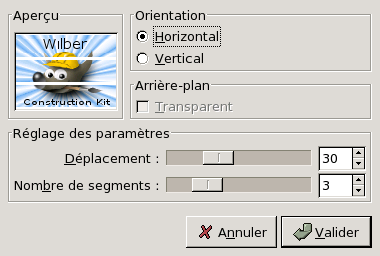 Aperçu
Wilber
Construction Kit
Orientation
Horizontal
Vertical
Arrière-plan
Transparent
Réglage des paramètres
Déplacement : 30
Nombre de segments : 3
Annuler Valider